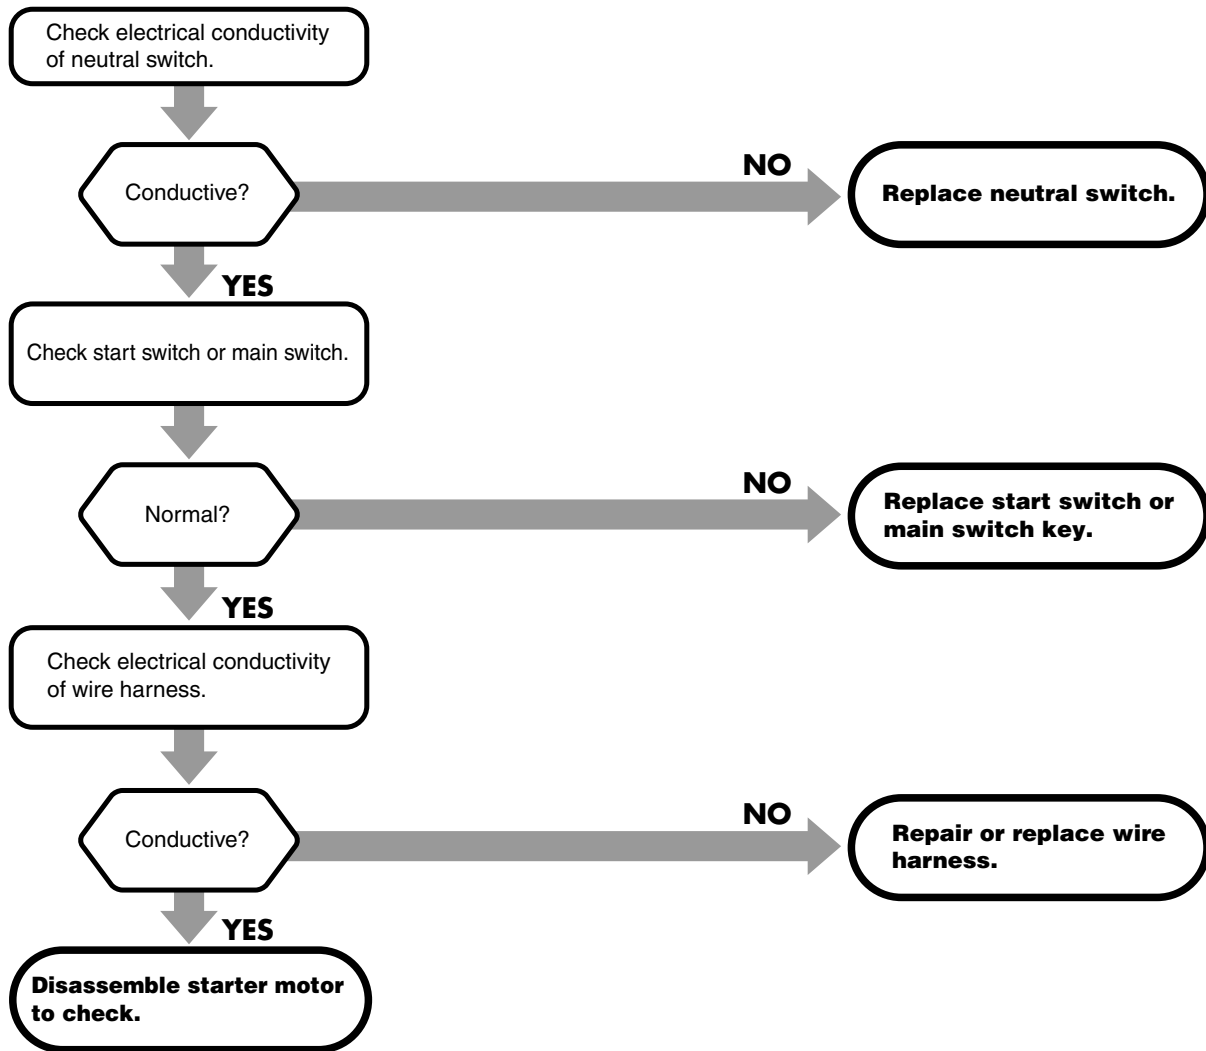 Check electrical conductivity
of neutral switch.
Conductive?
NO
Replace neutral switch.
YES
Check start switch or main switch.
Normal?
NO
Replace start switch or
main switch key.
YES
Check electrical conductivity
of wire harness.
Conductive?
NO
Repair or replace wire
harness.
YES
Disassemble starter motor
to check.